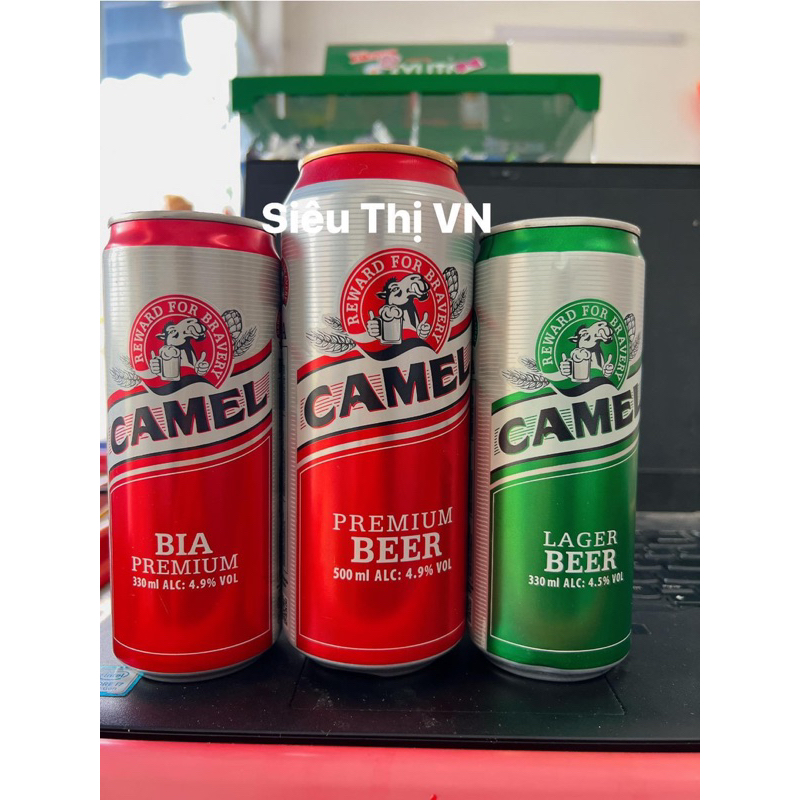 Siêu Thị VN
REWARD FOR BRAVERY
CAMEL
BIA
PREMIUM
330 ml ALC: 4.9% VOL
REWARD FOR BRAVERY
CAMEL
PREMIUM
BEER
500 ml ALC: 4.9% VOL
REWARD FOR BRAVERY
CAMEL
LAGER
BEER
330 ml ALC: 4.5% VOL